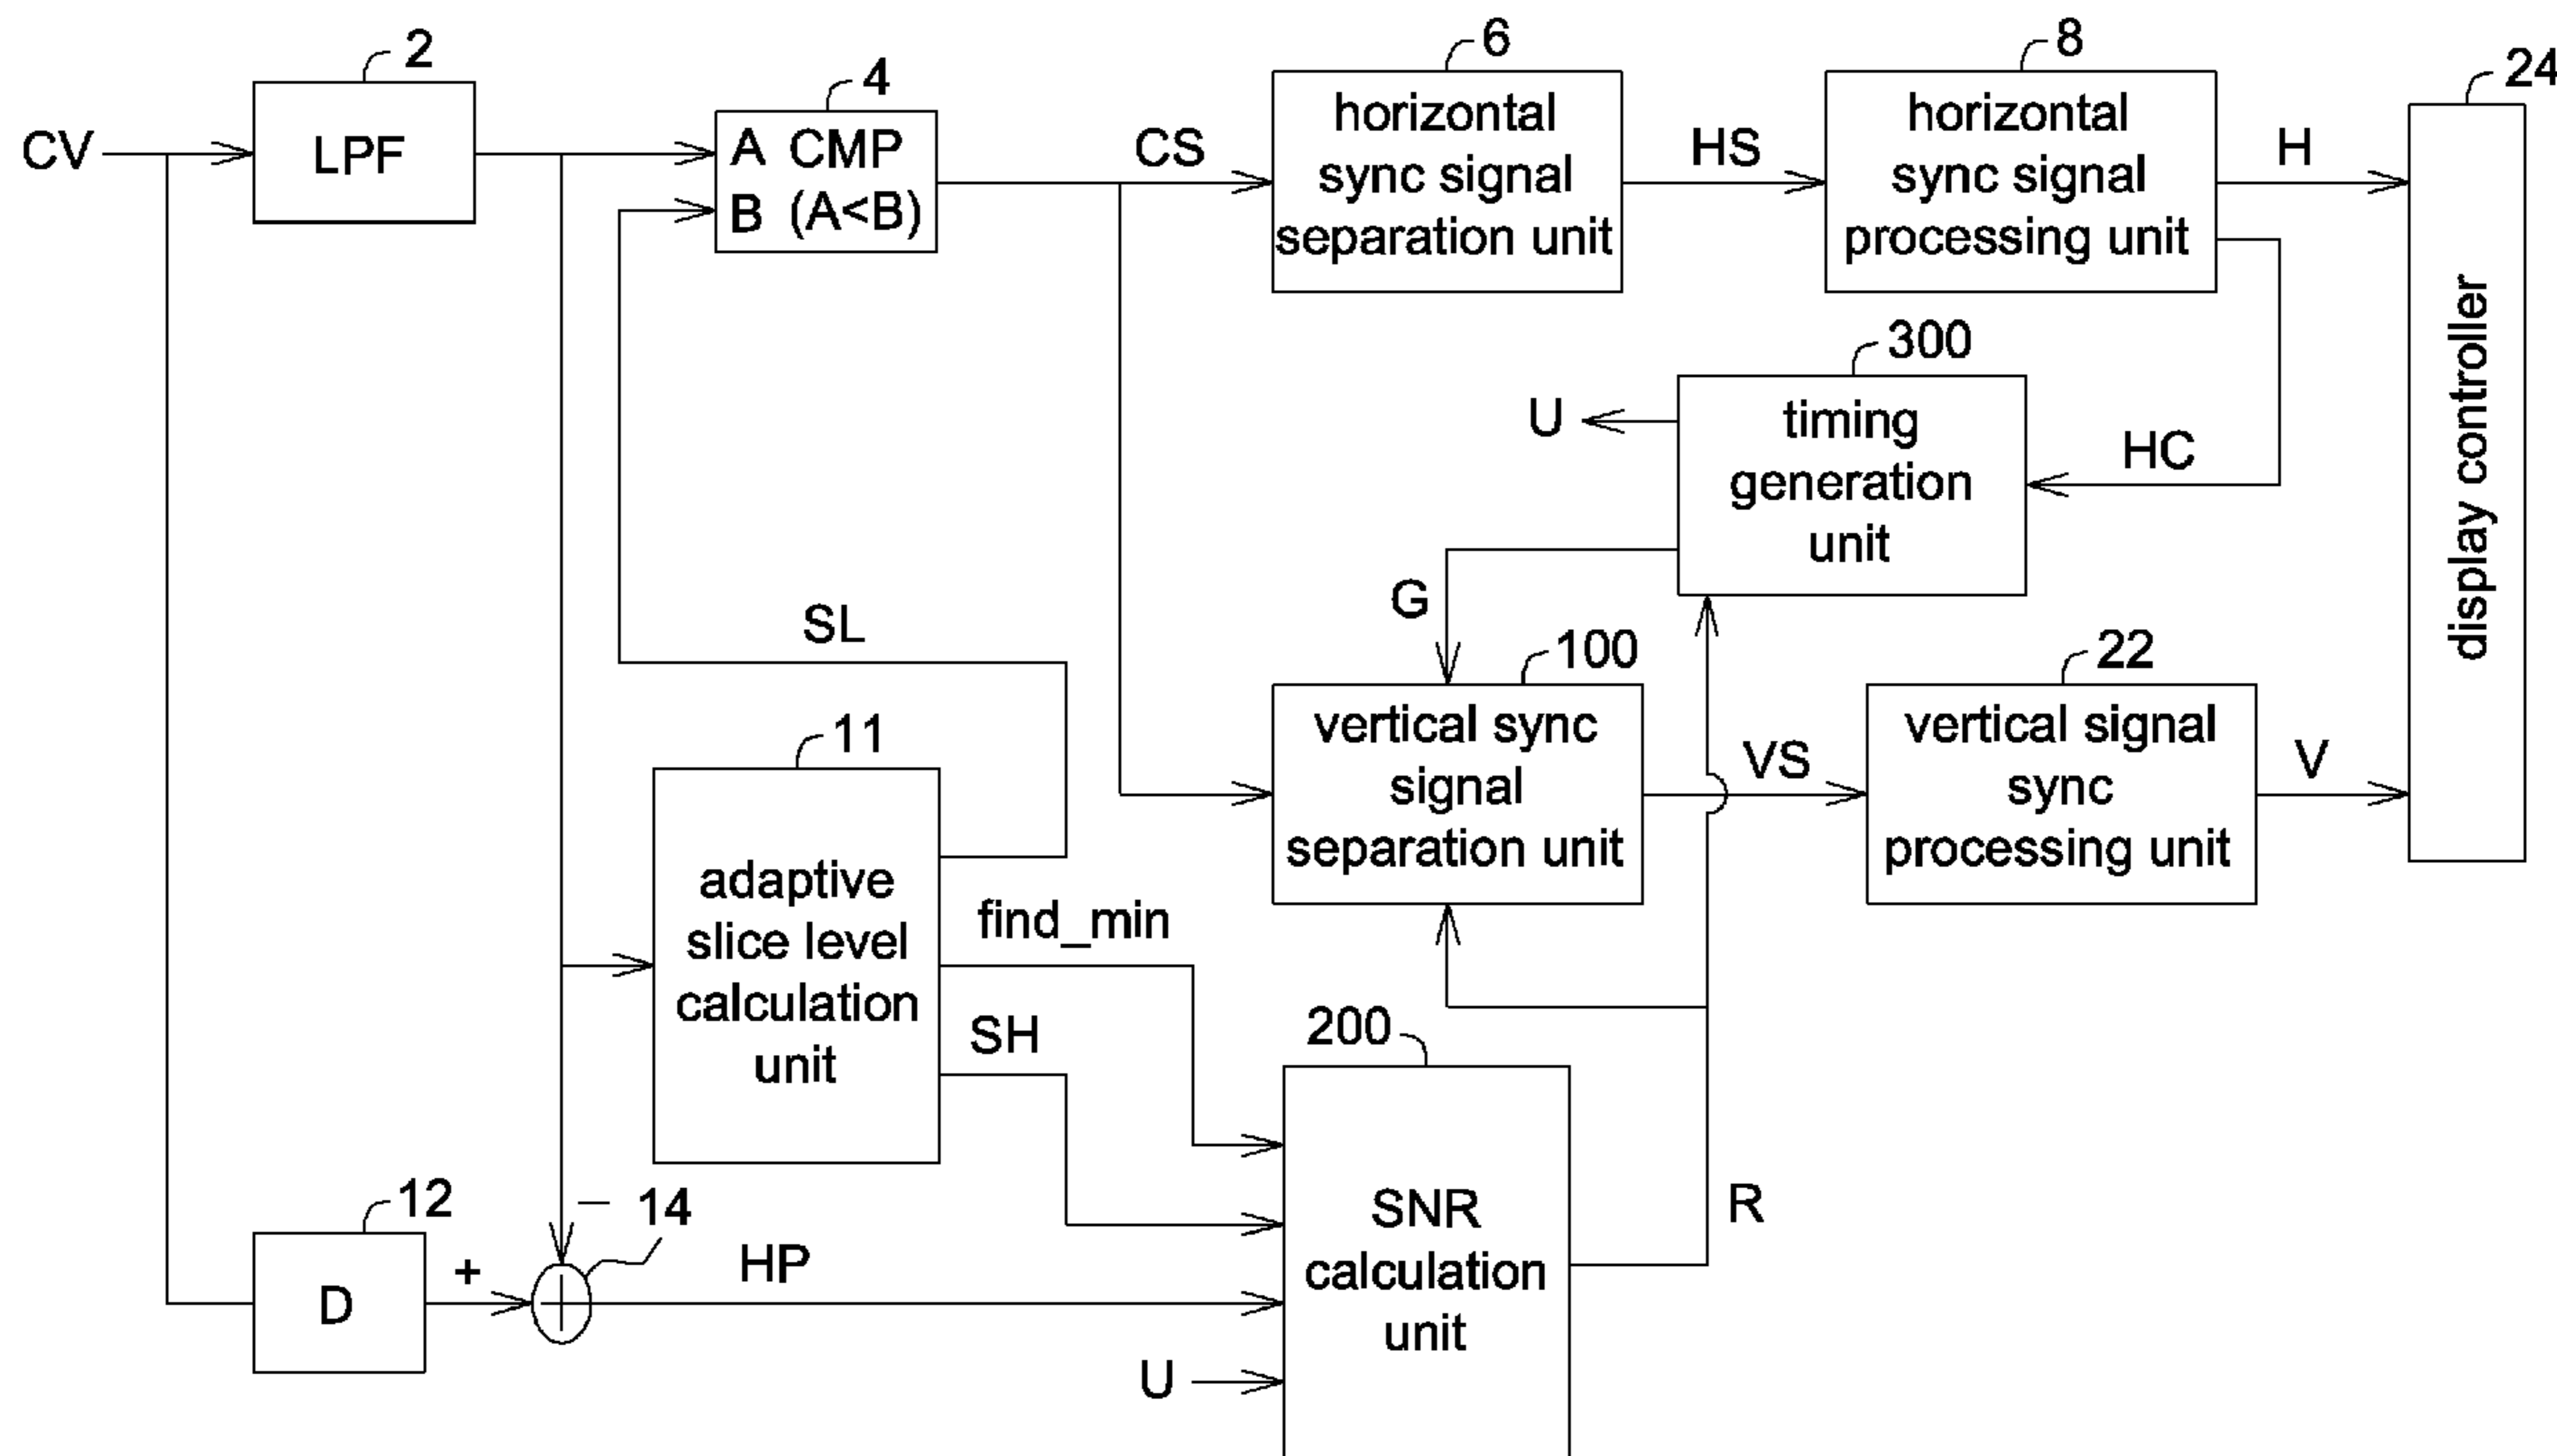 2
4
6
8
24
CV
LPF
A CMP
B (A<B)
CS
horizontal
sync signal
separation unit
HS
horizontal
sync signal
processing unit
H
display controller
300
U
timing
generation
unit
HC
G
SL
100
22
vertical sync
signal
separation unit
VS
vertical signal
sync
processing unit
V
11
adaptive
slice level
calculation
unit
find_min
SH
200
12
– 14
D
+
HP
U
SNR
calculation
unit
R